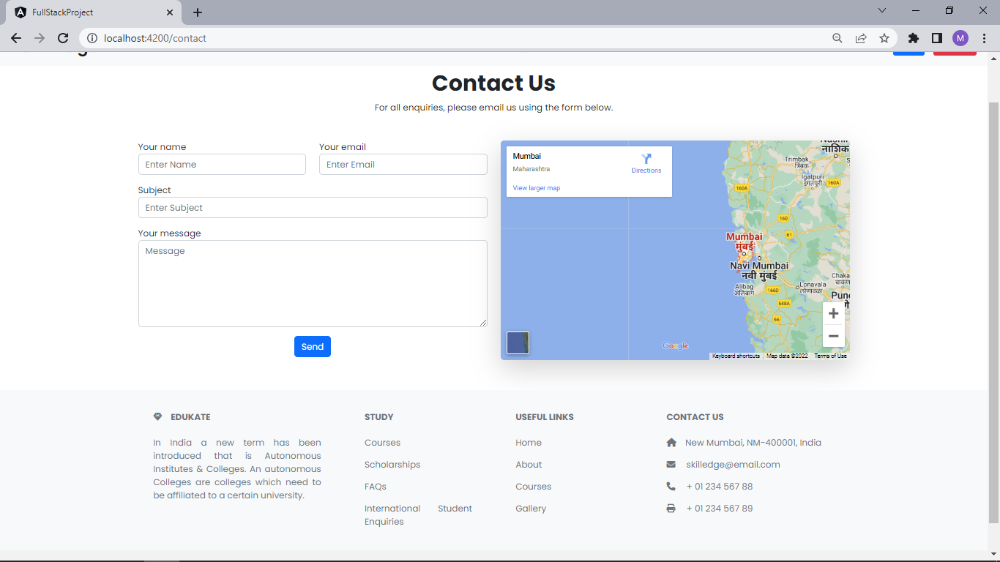 FullStackProject
localhost:4200/contact
M
Contact Us
For all enquiries, please email us using the form below.
Your name
Your email
Enter Name
Enter Email
Subject
Enter Subject
Your message
Message
Send
Mumbai
Maharashtra
Directions
View larger map
नाशिक
Trimbak
त्रिंबक
Igatpuri
इगतपुरी
160A
160A
160
61
Mumbai
मुंबई
Navi Mumbai
नवी मुंबई
Alibag
अलिबाग
Lonavala
लोणावळा
Chaka
चाकण
166D
548A
66
Pun
Google
Keyboard shortcuts
Map data ©2022
Terms of Use
EDUKATE
In India a new term has been
introduced that is Autonomous
Institutes & Colleges. An autonomous
Colleges are colleges which need to
be affiliated to a certain university.
STUDY
Courses
Scholarships
FAQs
International Student
Enquiries
USEFUL LINKS
Home
About
Courses
Gallery
CONTACT US
New Mumbai, NM-400001, India
skilledge@email.com
+ 01 234 567 88
+ 01 234 567 89